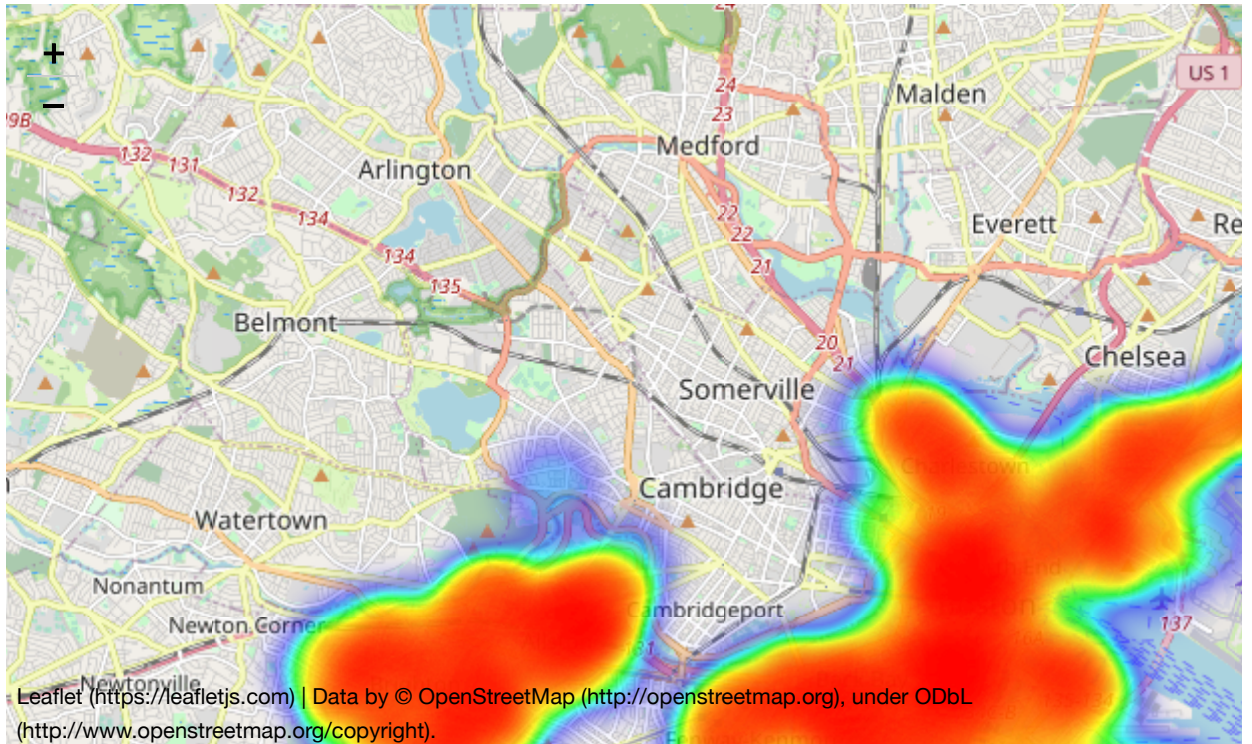 24
+
−
US 1
24
Malden
23
Medford
132
131
Arlington
132
134
22
Everett
22
134
21
135
Belmont
20
Chelsea
21
Somerville
Charlestown
Cambridge
Watertown
Nonantum
Cambridgeport
Newton Corner
137
Newtonville
Leaflet (https://leafletjs.com) | Data by © OpenStreetMap (http://openstreetmap.org), under ODbL
(http://www.openstreetmap.org/copyright).